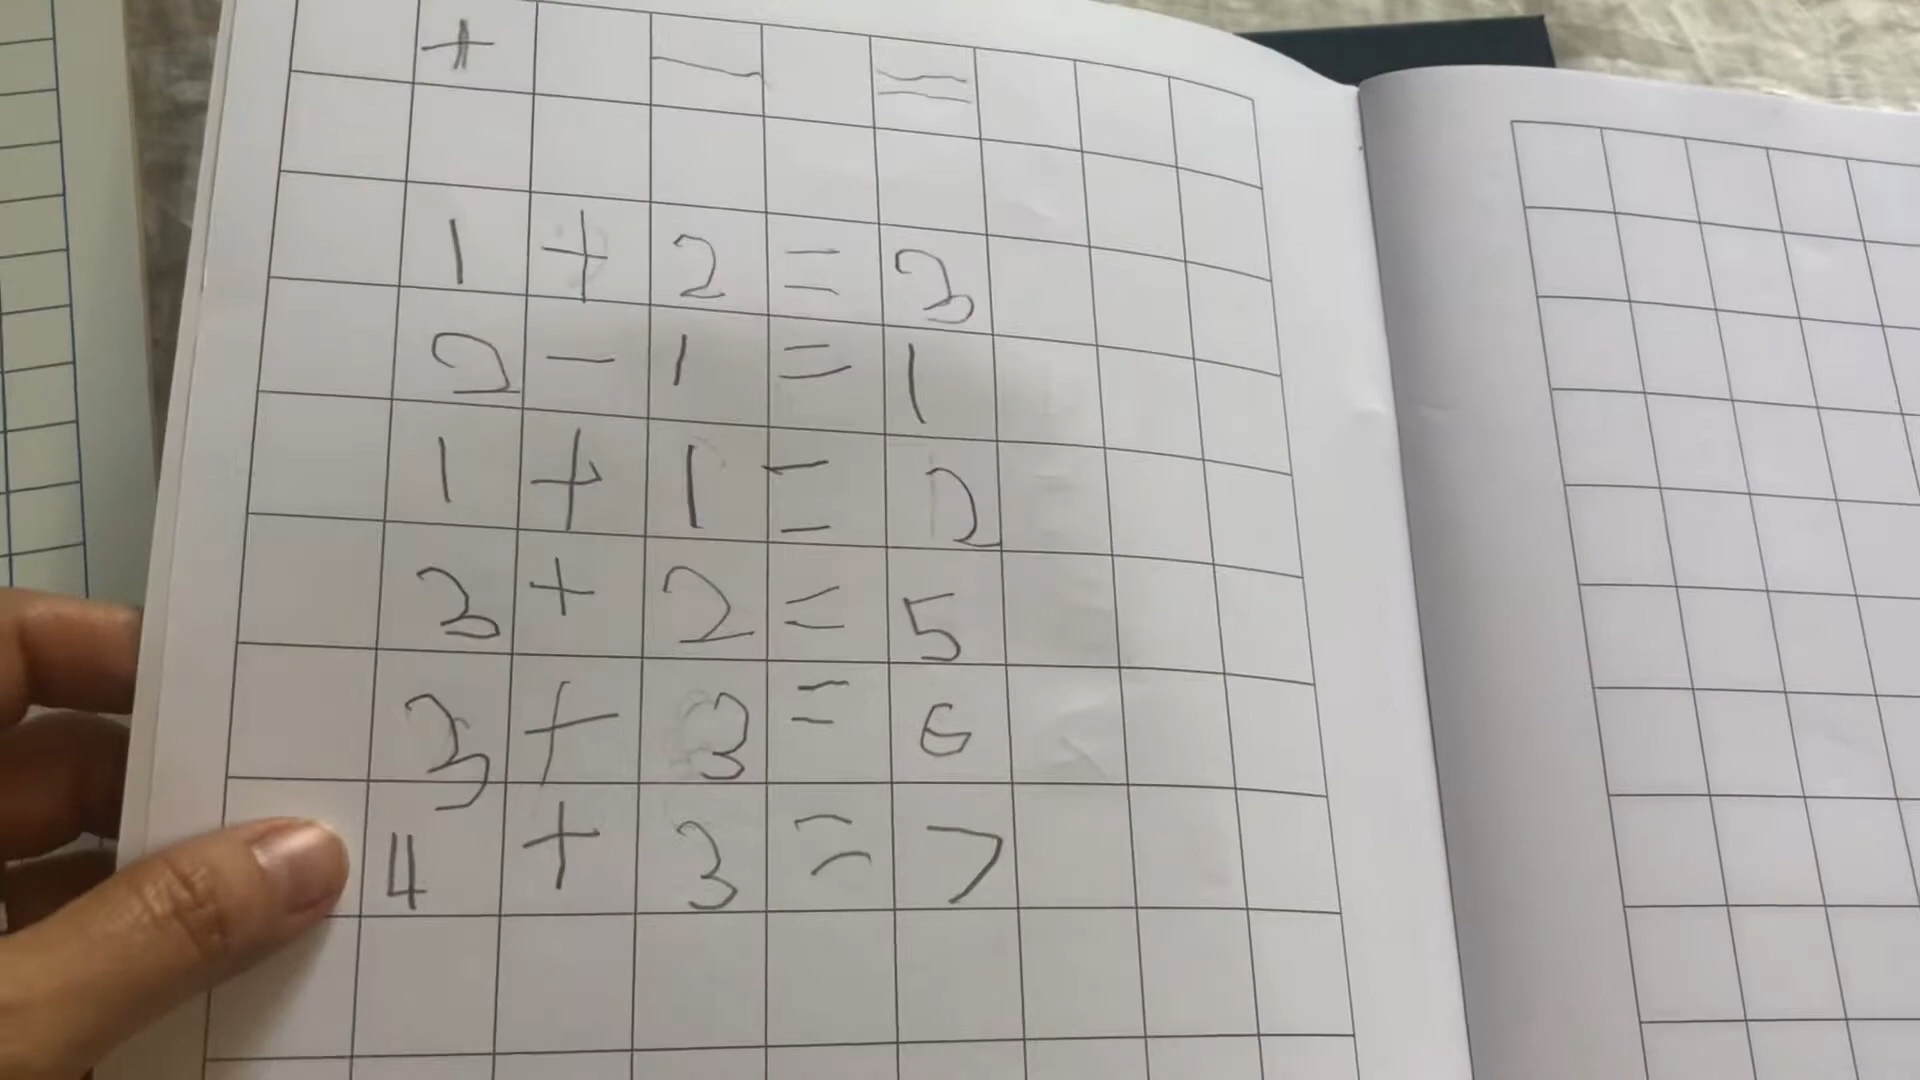 + - =
1 + 2 = 3
2 - 1 = 1
1 + 1 = 2
3 + 2 = 5
3 + 3 = 6
4 + 3 = 7